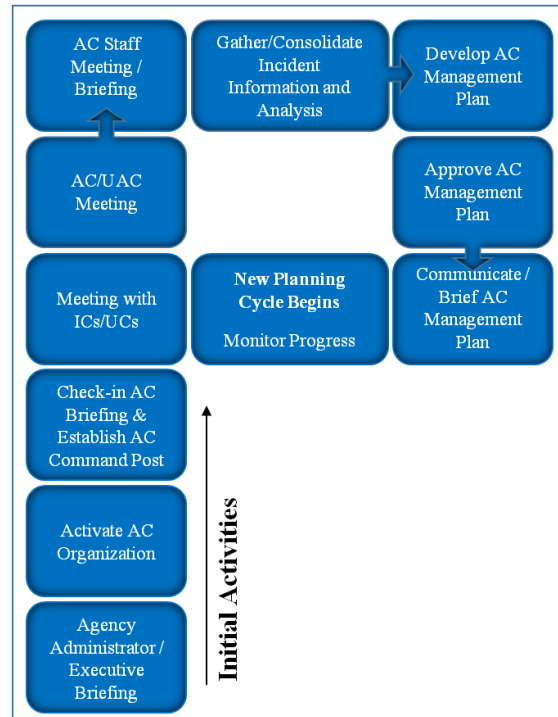 AC Staff
Meeting /
Briefing
Gather/Consolidate
Incident
Information and
Analysis
Develop AC
Management
Plan
AC/UAC
Meeting
Approve AC
Management
Plan
Meeting with
ICs/UCs
New Planning
Cycle Begins
Monitor Progress
Communicate /
Brief AC
Management
Plan
Check-in AC
Briefing &
Establish AC
Command Post
Activate AC
Organization
Agency
Administrator /
Executive
Briefing
Initial Activities